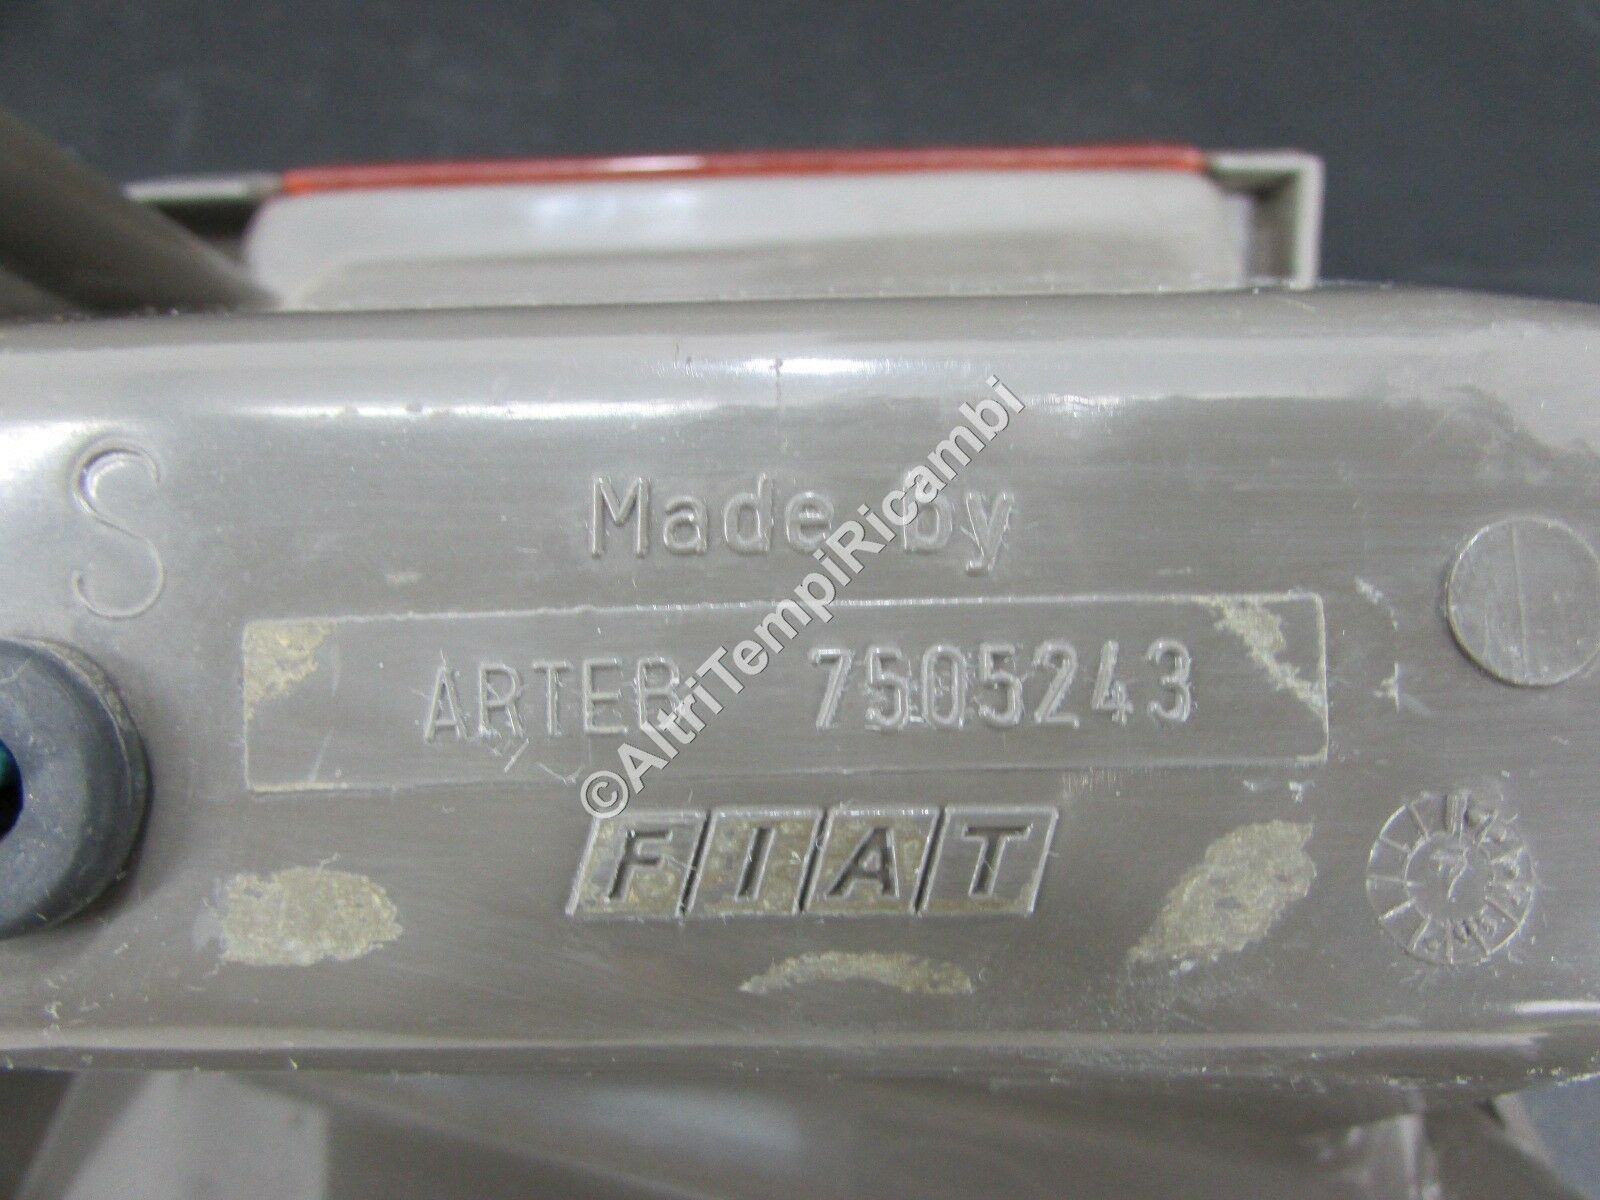 S
Made by
ARTEB 7505243
FIAT
©AltriTempiRicambi